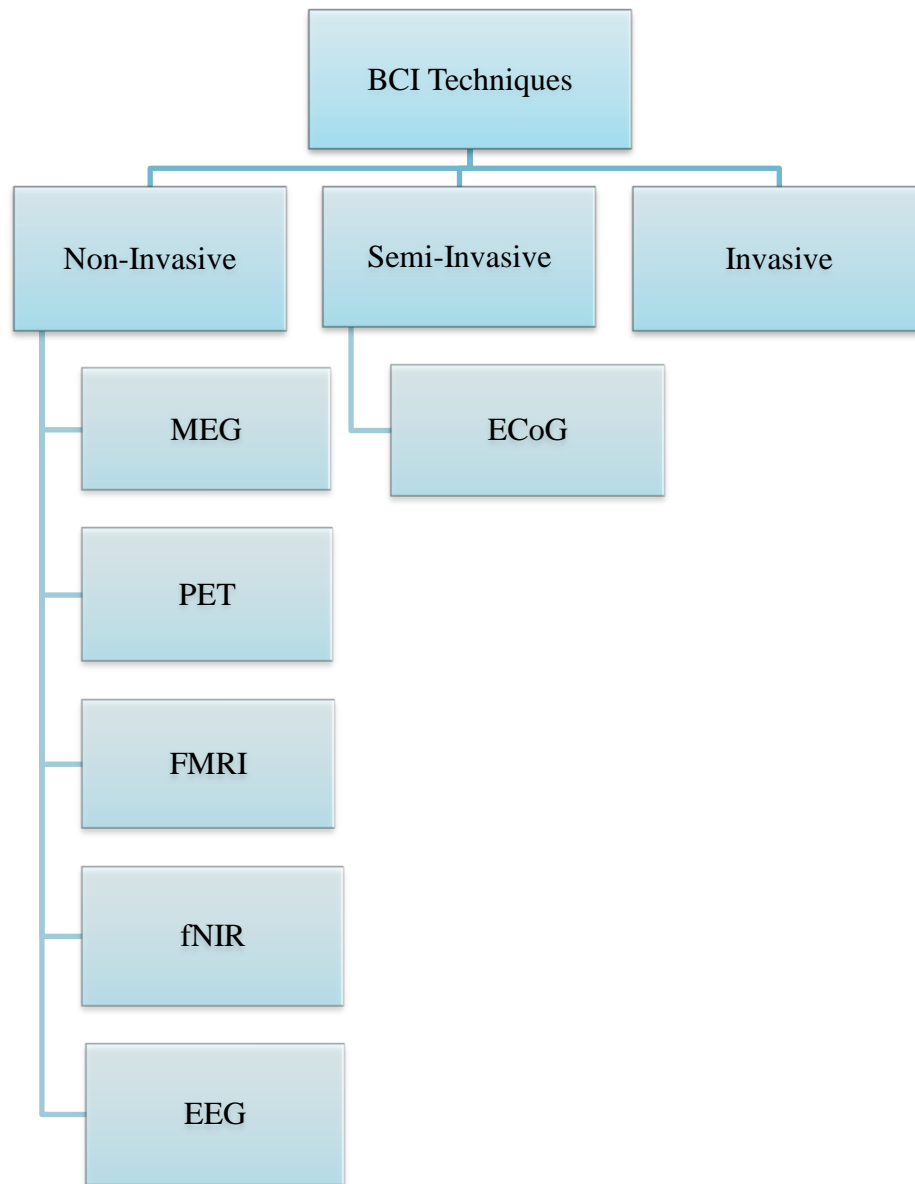 BCI Techniques
Non-Invasive
Semi-Invasive
Invasive
MEG
ECoG
PET
FMRI
fNIR
EEG